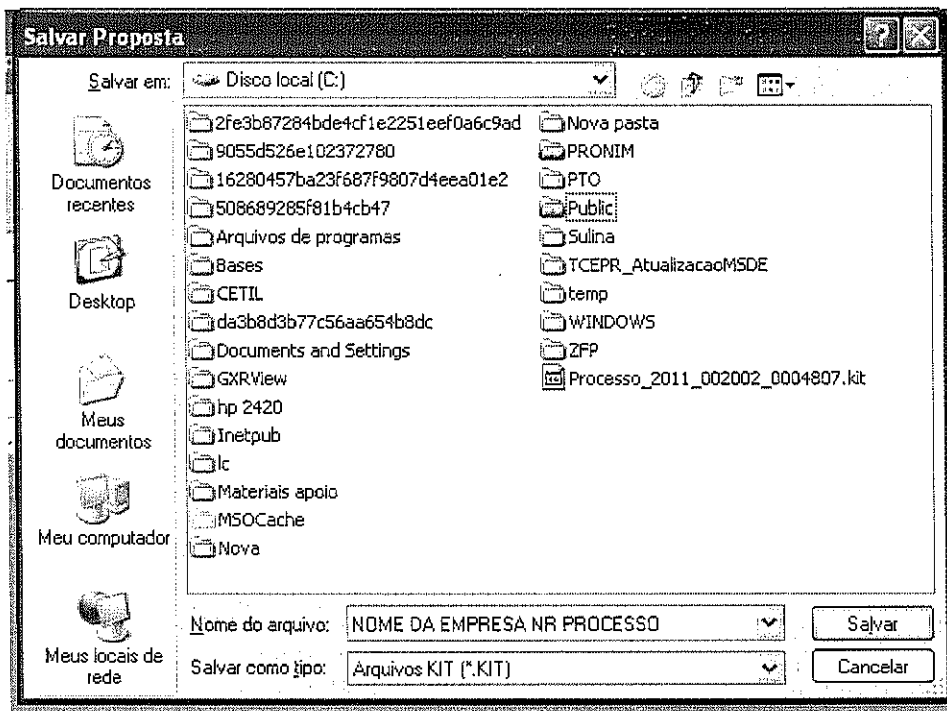 Salvar Proposta
Salvar em:
Disco local (C:)
Documentos
recentes
Desktop
Meus
documentos
Meu computador
Meus locais de
rede
2fe3b87284bde4cf1e2251eef0a6c9ad
9055d526e102372780
16280457ba23f687f9807d4eea01e2
508689285f81b4cb47
Arquivos de programas
Bases
CETIL
da3b8d3b77c56aa654b8dc
Documents and Settings
GXRView
hp 2420
Inetpub
lc
Materiais apoio
MSOCache
Nova
Nova pasta
PRONIM
PTO
Public
Sulina
TCEPR_AtualizacaoMSDE
temp
WINDOWS
ZFP
Processo_2011_002002_0004807.kit
Nome do arquivo:
NOME DA EMPRESA NR PROCESSO
Salvar
Salvar como tipo:
Arquivos KIT (*.KIT)
Cancelar